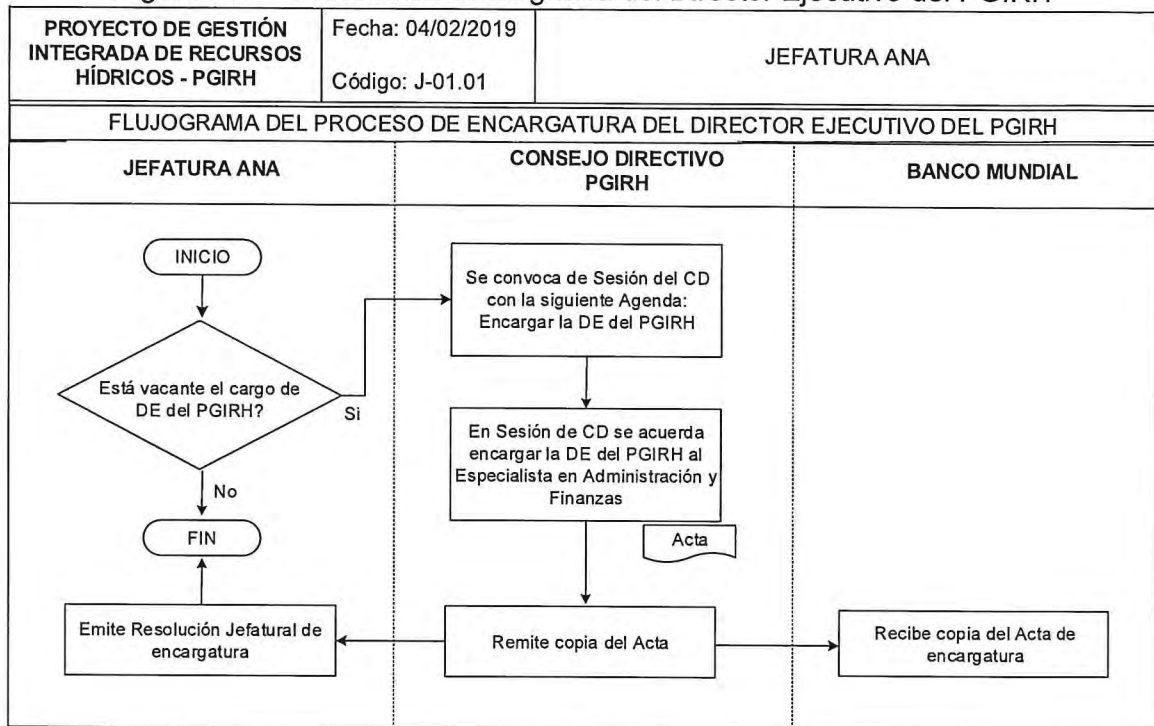 PROYECTO DE GESTIÓN
INTEGRADA DE RECURSOS
HÍDRICOS - PGIRH
Fecha: 04/02/2019
Código: J-01.01
JEFATURA ANA
FLUJOGRAMA DEL PROCESO DE ENCARGATURA DEL DIRECTOR EJECUTIVO DEL PGIRH
JEFATURA ANA
CONSEJO DIRECTIVO
PGIRH
BANCO MUNDIAL
INICIO
Está vacante el cargo de
DE del PGIRH?
Si
No
FIN
Emite Resolución Jefatural de
encargatura
Se convoca de Sesión del CD
con la siguiente Agenda:
Encargar la DE del PGIRH
En Sesión de CD se acuerda
encargar la DE del PGIRH al
Especialista en Administración y
Finanzas
Acta
Remite copia del Acta
Recibe copia del Acta de
encargatura